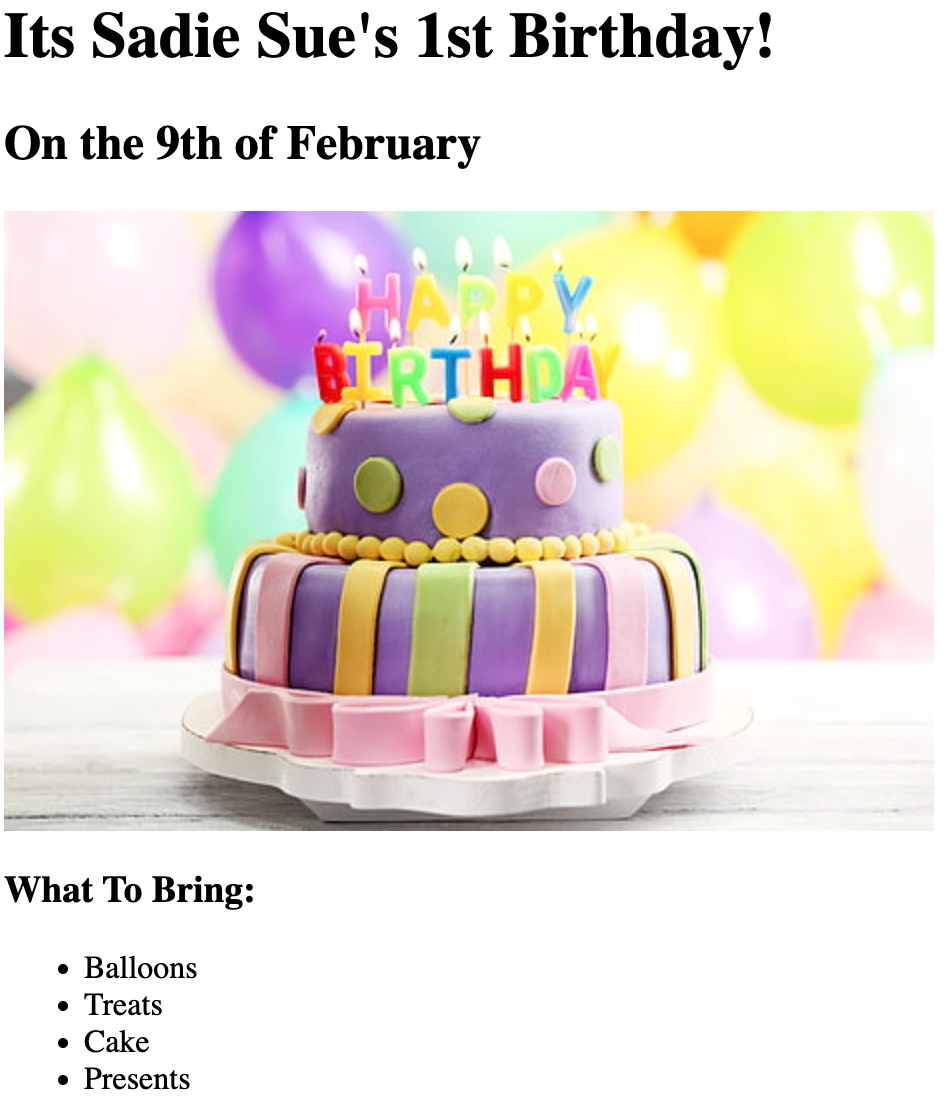 Its Sadie Sue's 1st Birthday!
On the 9th of February
HAPPY
BIRTHDAY
What To Bring:
Balloons
Treats
Cake
Presents